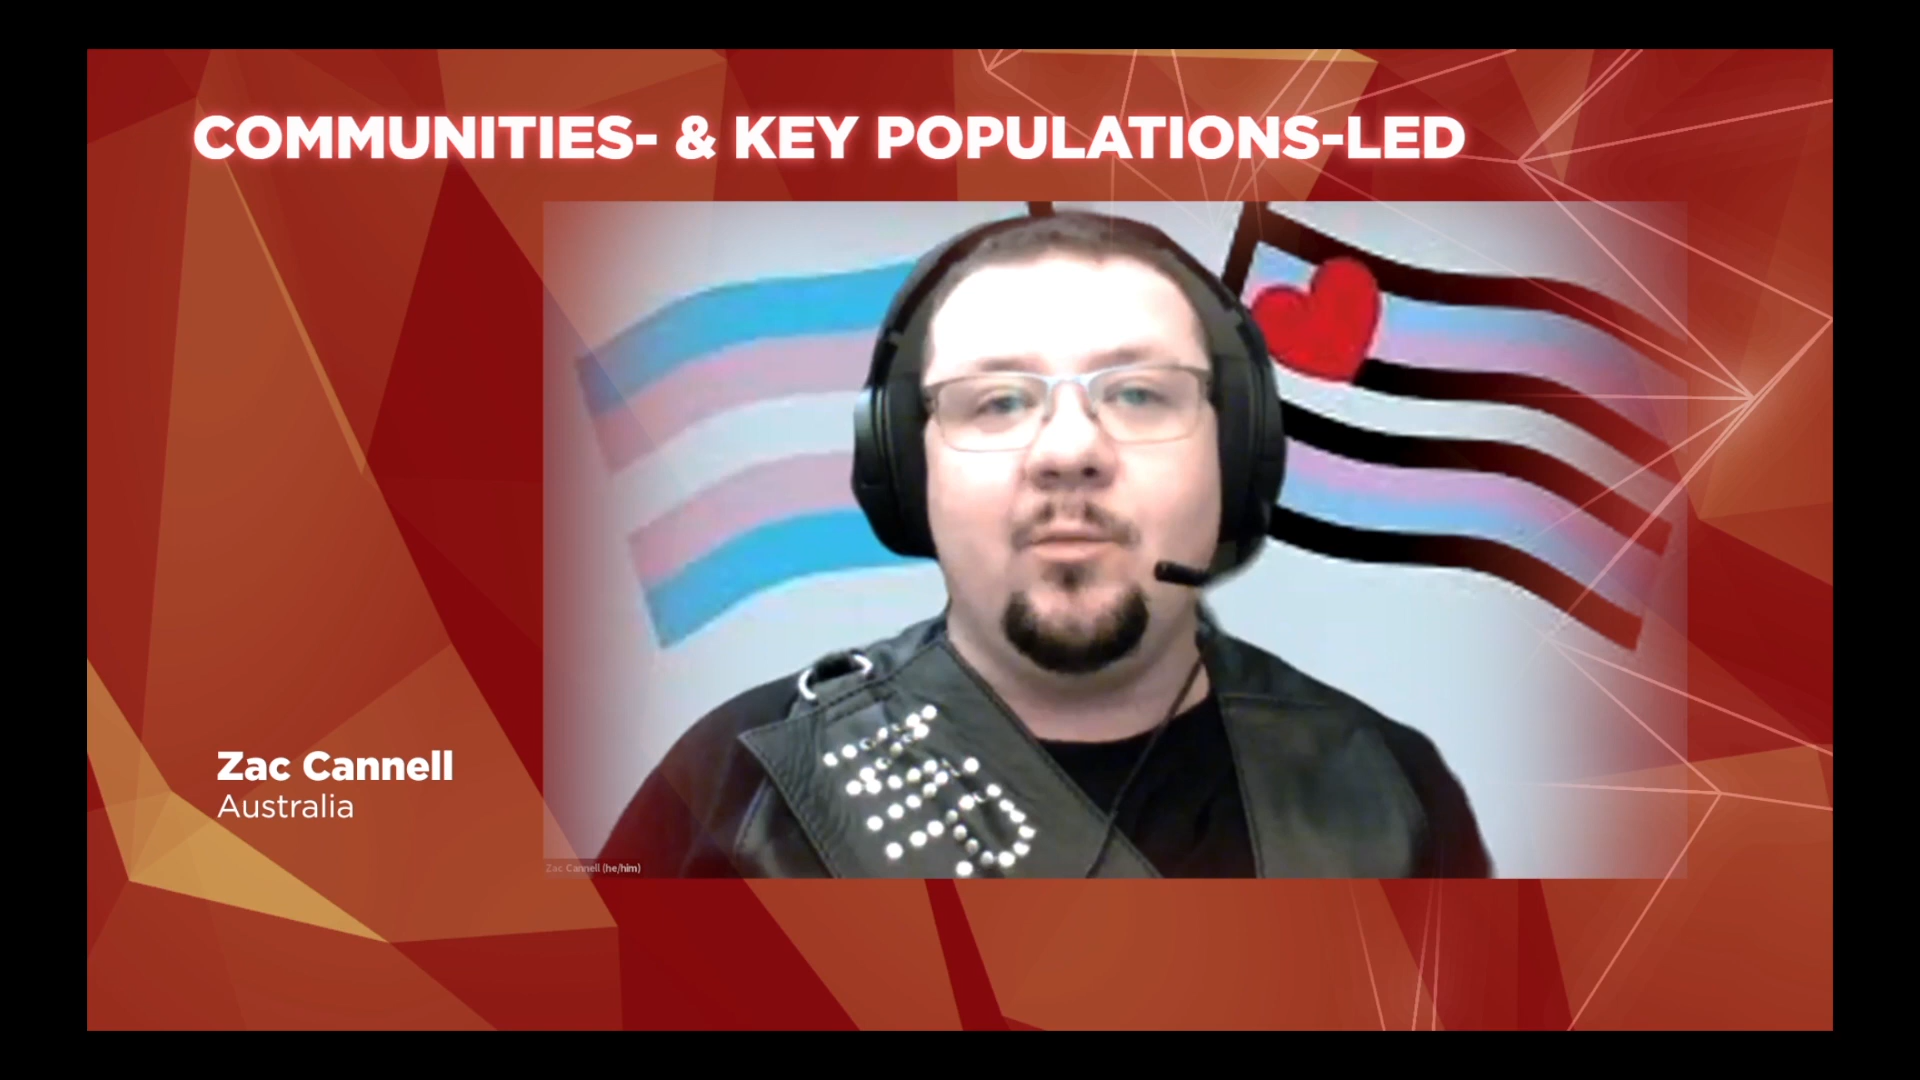 COMMUNITIES- & KEY POPULATIONS-LED
Zac Cannell
Australia
Zac Cannell (he/him)